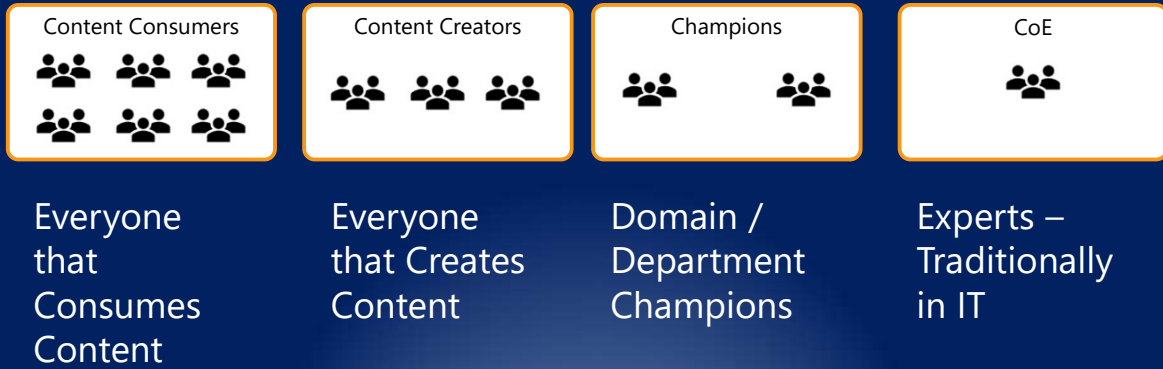 Content Consumers
Content Creators
Champions
CoE
Everyone
that
Consumes
Content
Everyone
that Creates
Content
Domain /
Department
Champions
Experts –
Traditionally
in IT